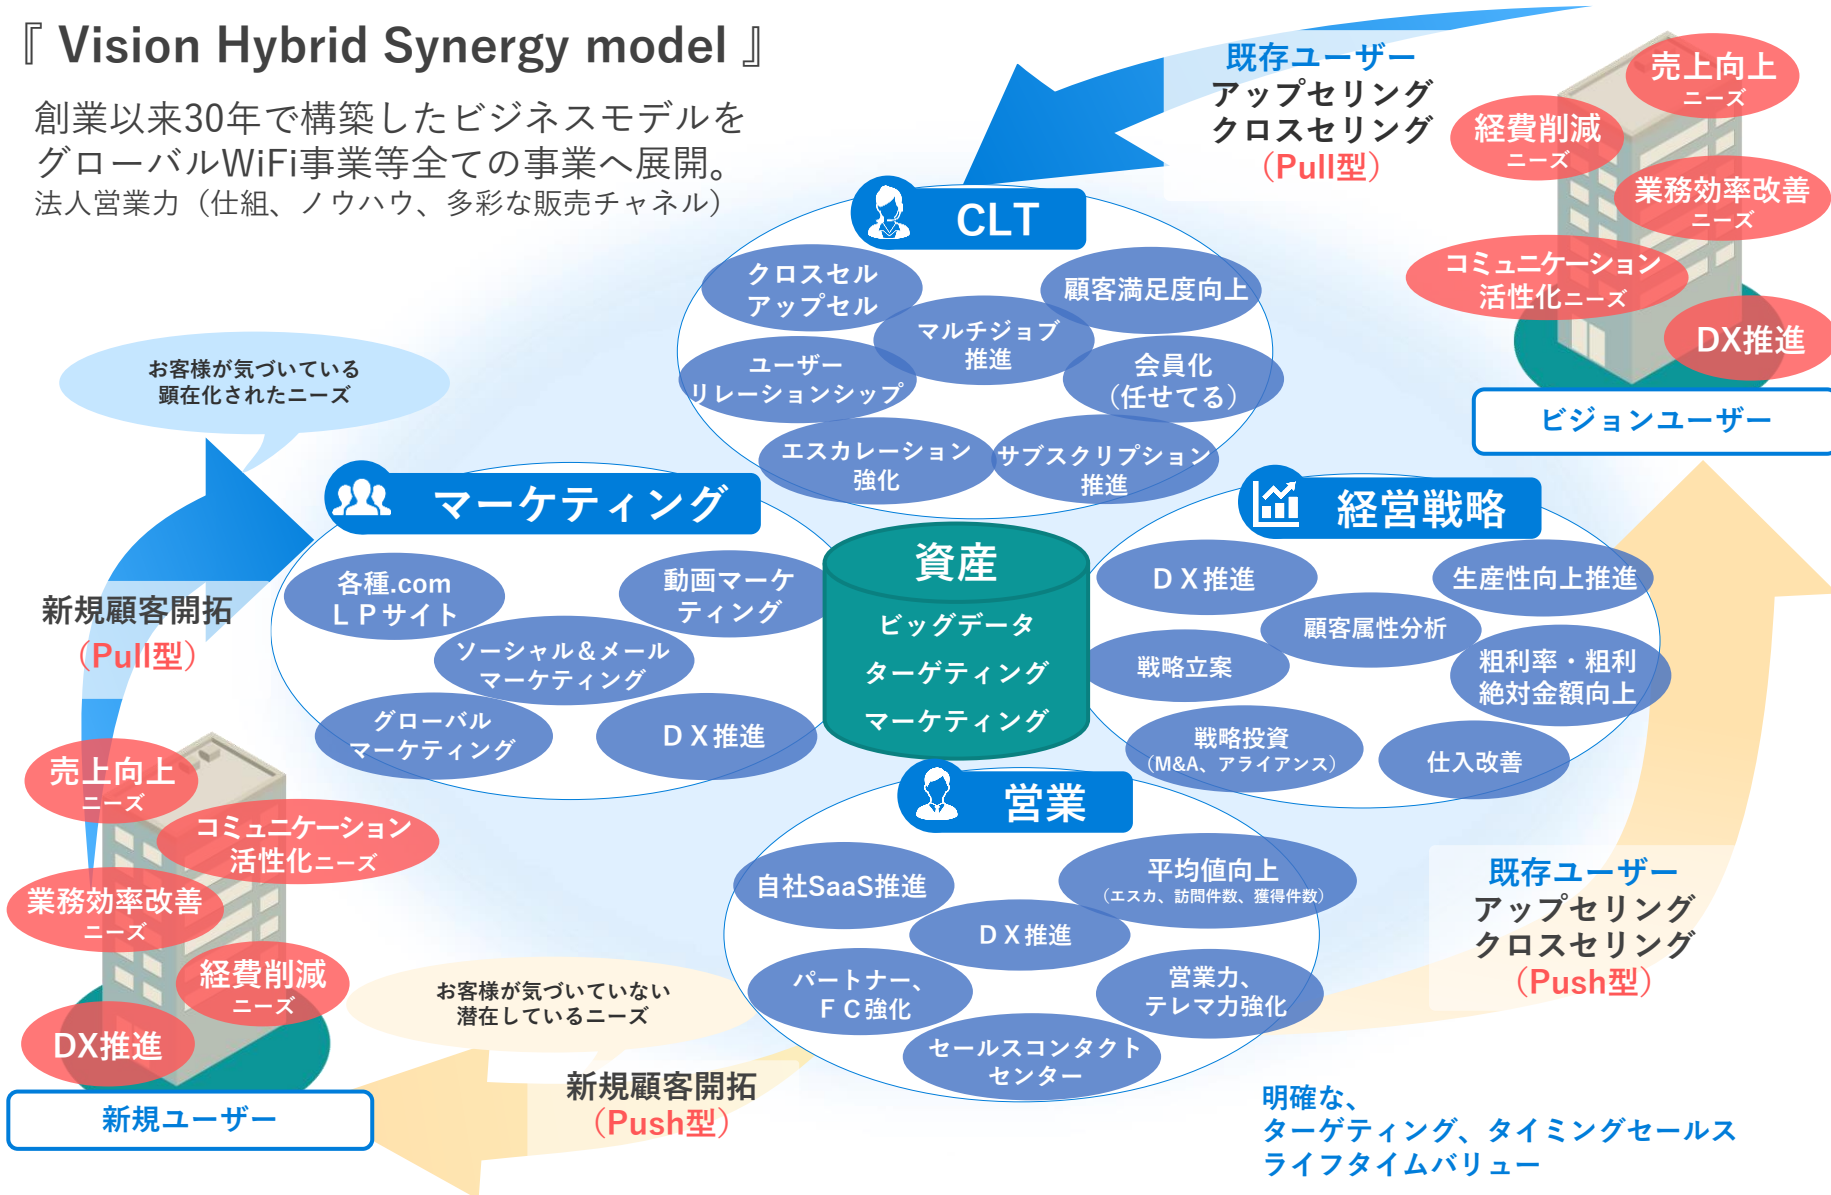 『 Vision Hybrid Synergy model 』
創業以来30年で構築したビジネスモデルを
グローバルWiFi事業等全ての事業へ展開。
法人営業力（仕組、ノウハウ、多彩な販売チャネル）
既存ユーザー
アップセリング
クロスセリング
（Pull型）
売上向上
ニーズ
経費削減
ニーズ
業務効率改善
ニーズ
コミュニケーション
活性化ニーズ
DX推進
ビジョンユーザー
CLT
クロスセル
アップセル
顧客満足度向上
マルチジョブ
推進
ユーザー
リレーションシップ
会員化
（任せてる）
エスカレーション
強化
サブスクリプション
推進
お客様が気づいている
顕在化されたニーズ
マーケティング
各種.com
ＬＰサイト
動画マーケ
ティング
ソーシャル＆メール
マーケティング
グローバル
マーケティング
ＤＸ推進
新規顧客開拓
（Pull型）
資産
ビッグデータ
ターゲティング
マーケティング
経営戦略
ＤＸ推進
生産性向上推進
顧客属性分析
戦略立案
粗利率・粗利
絶対金額向上
戦略投資
（M&A、アライアンス）
仕入改善
営業
自社SaaS推進
平均値向上
（エスカ、訪問件数、獲得件数）
ＤＸ推進
パートナー、
ＦＣ強化
営業力、
テレマ力強化
セールスコンタクト
センター
売上向上
ニーズ
コミュニケーション
活性化ニーズ
業務効率改善
ニーズ
経費削減
ニーズ
DX推進
新規ユーザー
お客様が気づいていない
潜在しているニーズ
新規顧客開拓
（Push型）
既存ユーザー
アップセリング
クロスセリング
（Push型）
明確な、
ターゲティング、タイミングセールス
ライフタイムバリュー